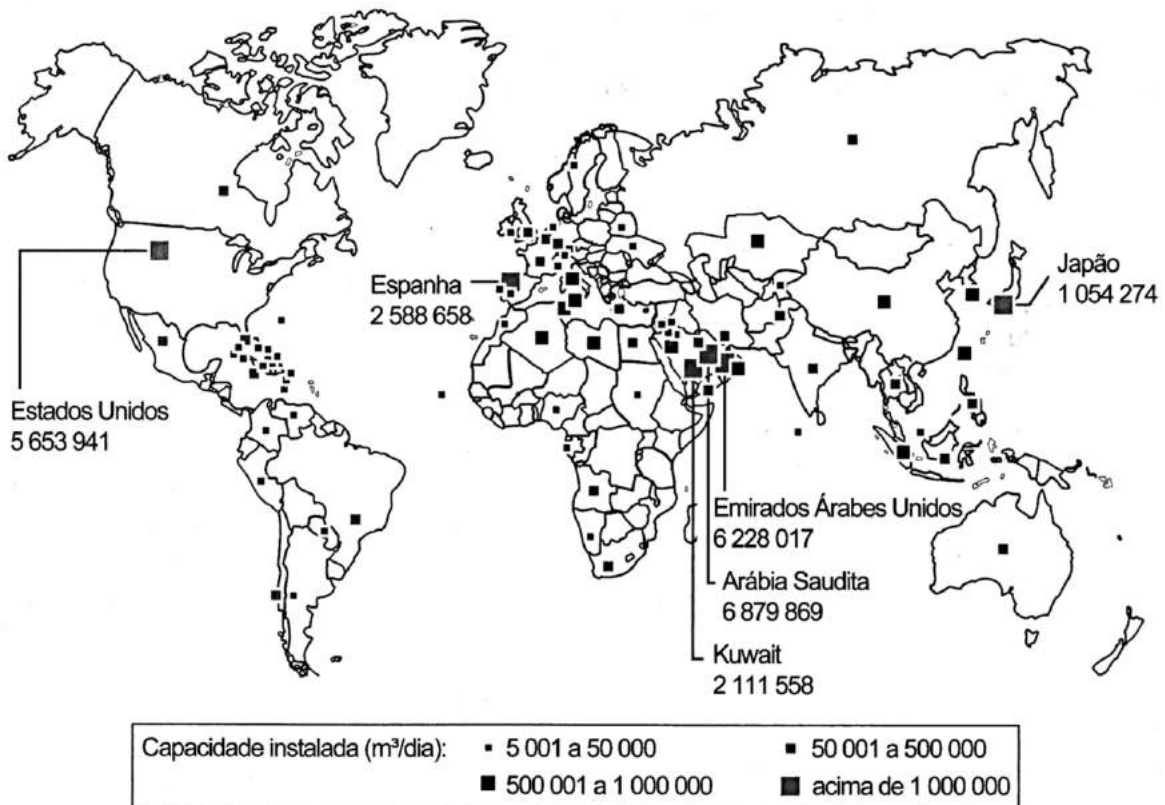 Espanha
2 588 658
Japão
1 054 274
Estados Unidos
5 653 941
Emirados Árabes Unidos
6 228 017
Arábia Saudita
6 879 869
Kuwait
2 111 558
Capacidade instalada (m³/dia): 5 001 a 50 000 50 001 a 500 000
500 001 a 1 000 000 acima de 1 000 000